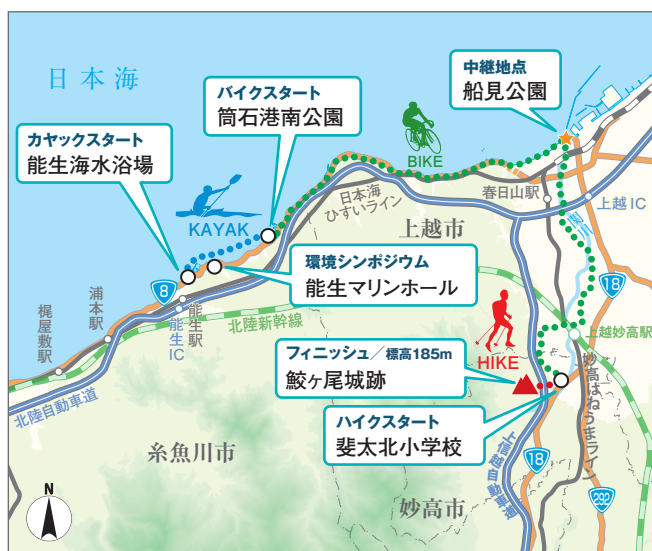 日本海
中継地点
船見公園
バイクスタート
筒石港南公園
カヤックスタート
能生海水浴場
BIKE
KAYAK
日本海
ひすいライン
春日山駅
上越IC
関川
上越市
環境シンポジウム
能生マリンホール
8
18
能生駅
能生IC
浦本駅
梶屋敷駅
北陸新幹線
北陸自動車道
上越妙高駅
HIKE
フィニッシュ／標高185m
鮫ヶ尾城跡
妙高はねうまライン
ハイクスタート
斐太北小学校
糸魚川市
妙高市
上信越自動車道
18
292
N